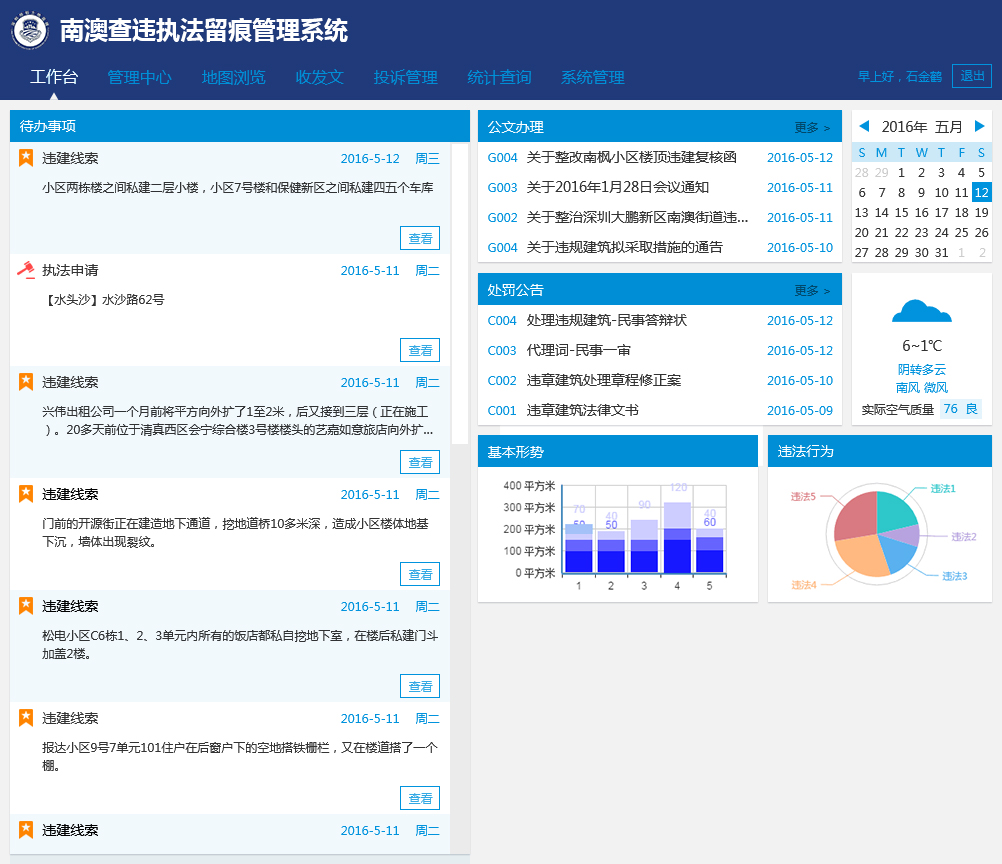 南澳查违执法留痕管理系统
工作台 管理中心 地图浏览 收发文 投诉管理 统计查询 系统管理 早上好，石金鹤 退出
待办事项
违建线索 2016-5-12 周三
小区两栋楼之间私建二层小楼，小区7号楼和保健新区之间私建四五个车库
查看
执法申请 2016-5-11 周二
【水头沙】水沙路62号
查看
违建线索 2016-5-11 周二
兴伟出租公司一个月前将平方向外扩了1至2米，后又接到三层（正在施工
）。20多天前位于清真西区会宁综合楼3号楼楼头的艺嘉如意旅店向外扩...
查看
违建线索 2016-5-11 周二
门前的开源街正在建造地下通道，挖地道桥10多米深，造成小区楼体地基
下沉，墙体出现裂纹。
查看
违建线索 2016-5-11 周二
松电小区C6栋1、2、3单元内所有的饭店都私自挖地下室，在楼后私建门斗
加盖2楼。
查看
违建线索 2016-5-11 周二
报达小区9号7单元101住户在后窗户下的空地搭铁栅栏，又在楼道搭了一个
棚。
查看
违建线索 2016-5-11 周二
公文办理 更多 >
G004 关于整改南枫小区楼顶违建复核函 2016-05-12
G003 关于2016年1月28日会议通知 2016-05-11
G002 关于整治深圳大鹏新区南澳街道违... 2016-05-11
G004 关于违规建筑拟采取措施的通告 2016-05-10
处罚公告 更多 >
C004 处理违规建筑-民事答辩状 2016-05-12
C003 代理词-民事一审 2016-05-12
C002 违章建筑处理章程修正案 2016-05-10
C001 违章建筑法律文书 2016-05-09
2016年 五月
S M T W T F S
28 29 1 2 3 4 5
6 7 8 9 10 11 12
13 14 15 16 17 18 19
20 21 22 23 24 25 26
27 28 29 30 31 1 2
6~1℃
阴转多云
南风 微风
实际空气质量 76 良
基本形势
400 平方米
300 平方米
200 平方米
100 平方米
0 平方米
70 40 90 120 40
50 50 60
1 2 3 4 5
违法行为
违法5 违法1
违法2
违法3
违法4